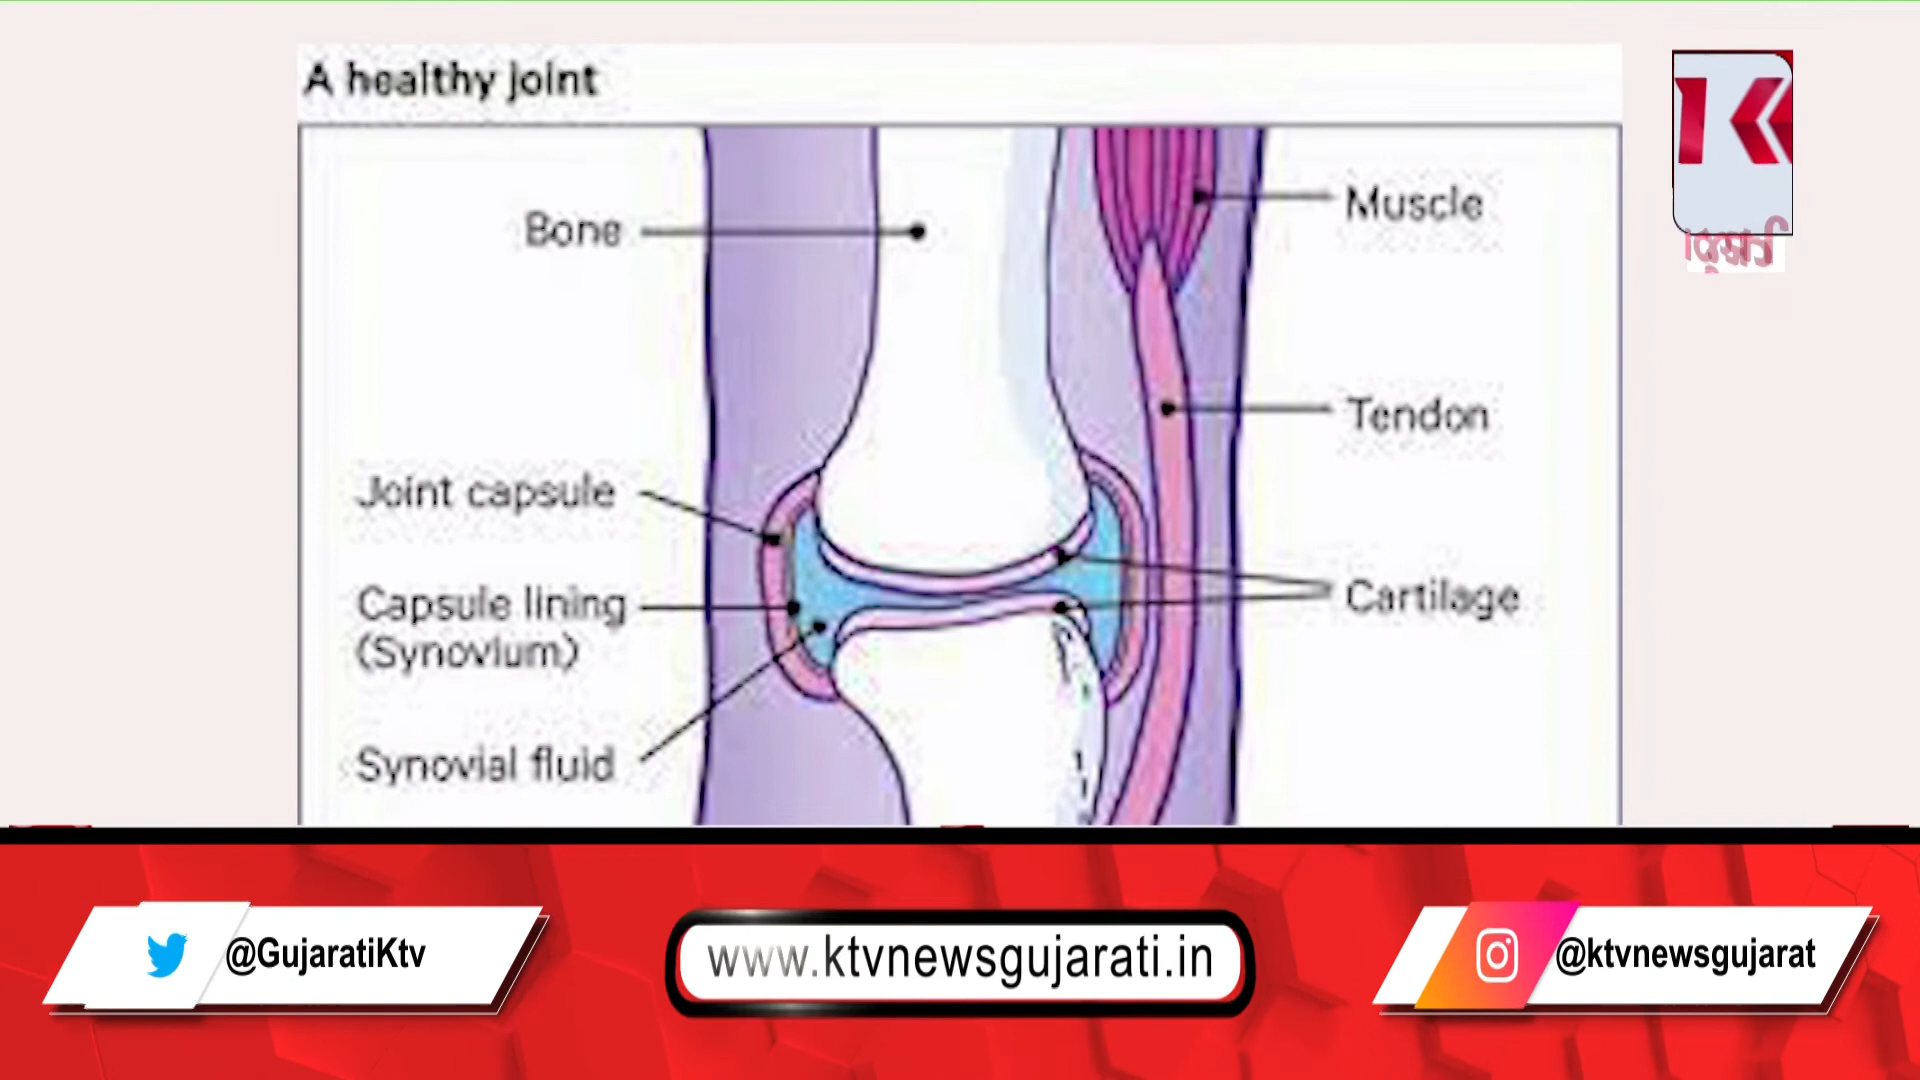 A healthy joint
Bone
Muscle
Tendon
Joint capsule
Capsule lining
(Synovium)
Cartilage
Synovial fluid
@GujaratiKtv
www.ktvnewsgujarati.in
@ktvnewsgujarat